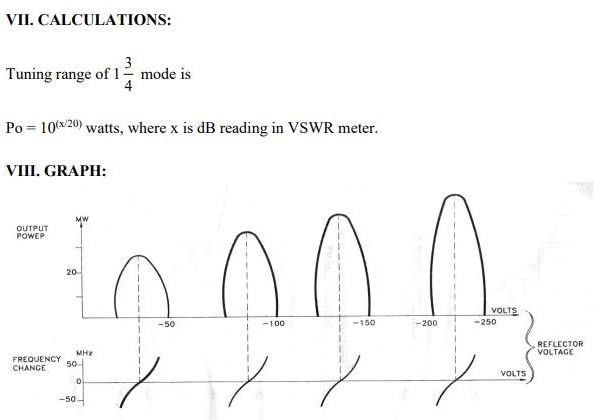 VII. CALCULATIONS:
Tuning range of 1 3/4 mode is
Po = 10(x/20) watts, where x is dB reading in VSWR meter.
VIII. GRAPH:
MW
OUTPUT
POWER
20
VOLTS
-50
-100
-150
-200
-250
REFLECTOR
VOLTAGE
MHz
FREQUENCY
CHANGE
50
0
-50
VOLTS